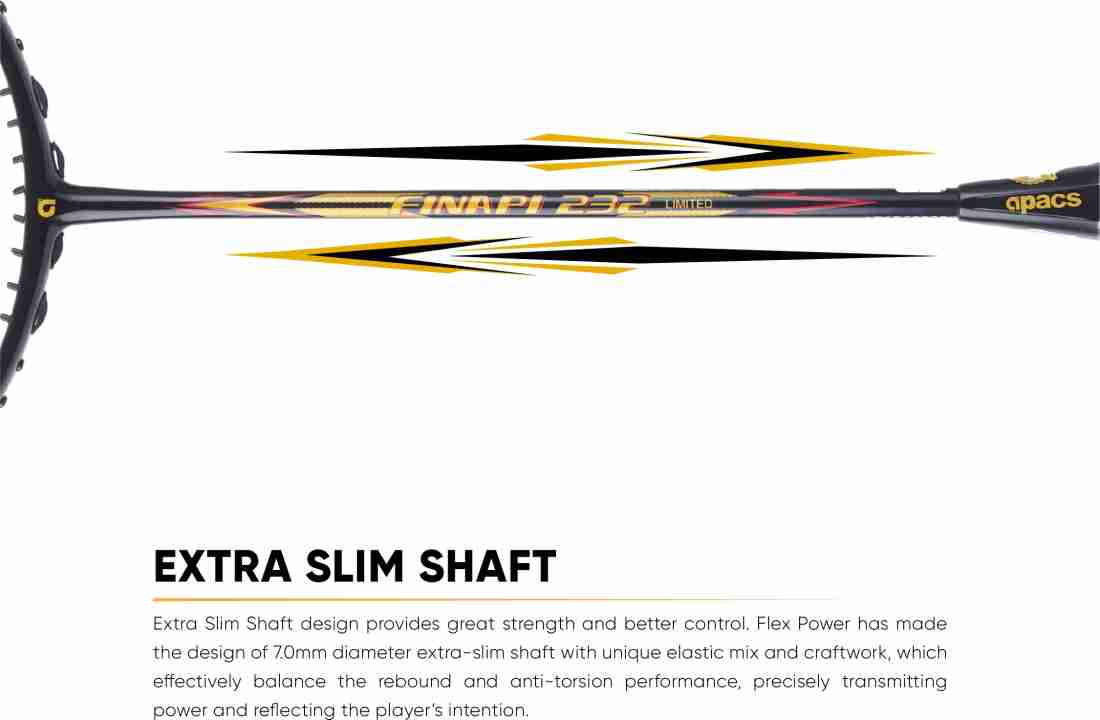 FINAPI 232 LIMITED
apacs
EXTRA SLIM SHAFT
Extra Slim Shaft design provides great strength and better control. Flex Power has made
the design of 7.0mm diameter extra-slim shaft with unique elastic mix and craftwork, which
effectively balance the rebound and anti-torsion performance, precisely transmitting
power and reflecting the player's intention.